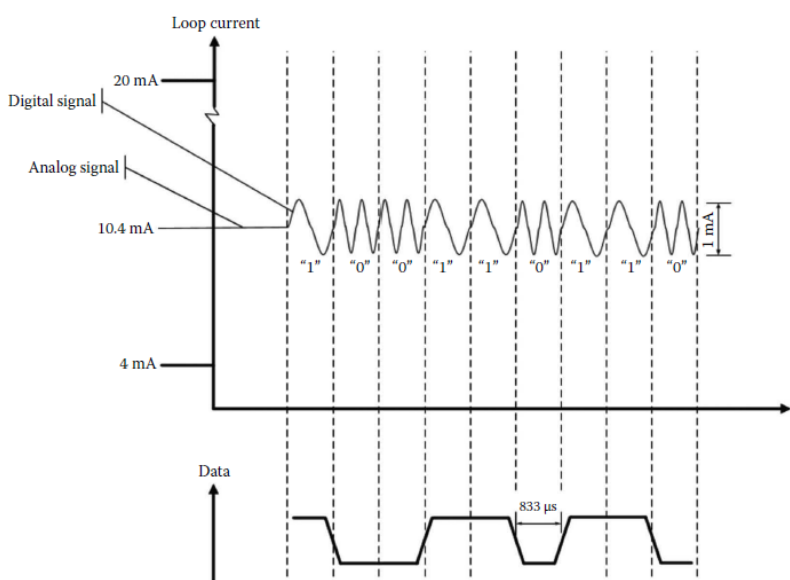 Loop current
20 mA
Digital signal
Analog signal
10.4 mA
1 mA
“1” “0” “0” “1” “1” “0” “1” “1” “0”
4 mA
Data
833 μs